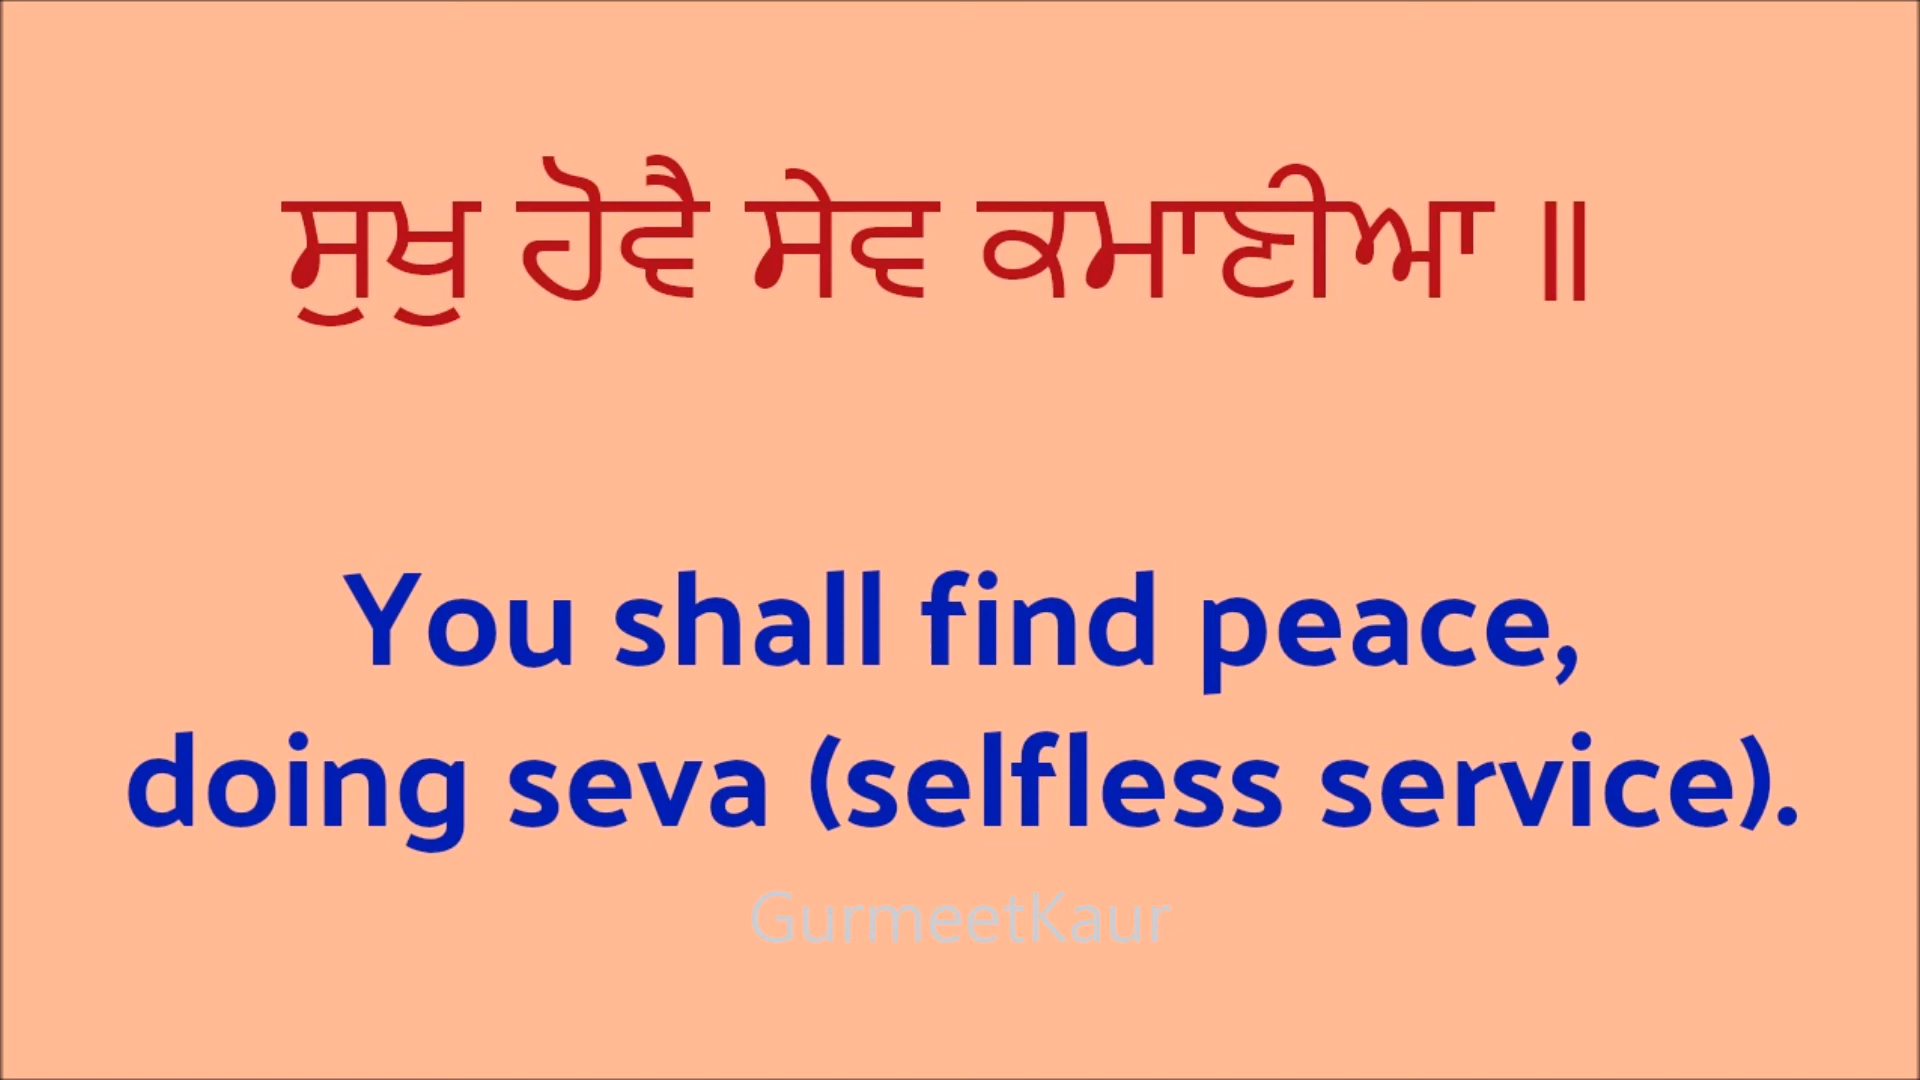 ਸੁਖੁ ਹੋਵੈ ਸੇਵ ਕਮਾਣੀਆ ॥
You shall find peace,
doing seva (selfless service).
GurmeetKaur